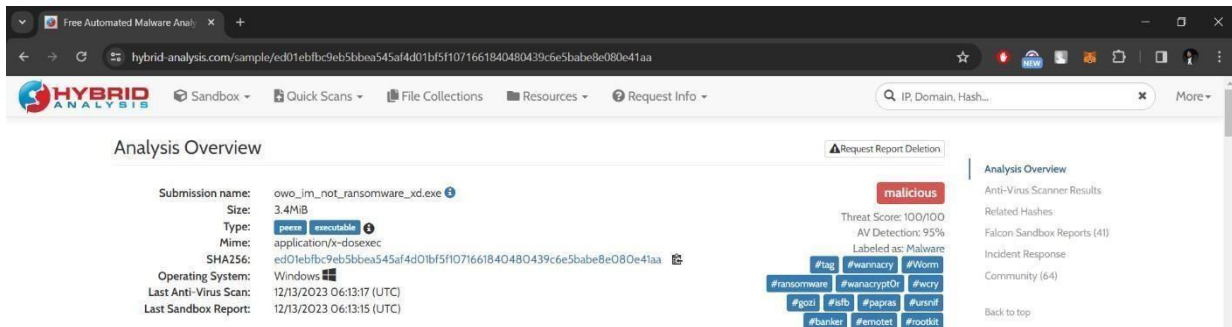 Free Automated Malware Analy
hybrid-analysis.com/sample/ed01ebfbc9eb5bbea545af4d01bf5f1071661840480439c6e5babe8e080e41aa
NEW
HYBRID
ANALYSIS
Sandbox
Quick Scans
File Collections
Resources
Request Info
IP, Domain, Hash...
More
Analysis Overview
Request Report Deletion
Submission name: owo_im_not_ransomware_xd.exe
Size: 3.4MiB
Type: peexe executable
Mime: application/x-dosexec
SHA256: ed01ebfbc9eb5bbea545af4d01bf5f1071661840480439c6e5babe8e080e41aa
Operating System: Windows
Last Anti-Virus Scan: 12/13/2023 06:13:17 (UTC)
Last Sandbox Report: 12/13/2023 06:13:15 (UTC)
malicious
Threat Score: 100/100
AV Detection: 95%
Labeled as: Malware
#tag #wannacry #Worm
#ransomware #wanacrypt0r #wcry
#gozi #isfb #papras #ursnif
#banker #emotet #rootkit
Analysis Overview
Anti-Virus Scanner Results
Related Hashes
Falcon Sandbox Reports (41)
Incident Response
Community (64)
Back to top